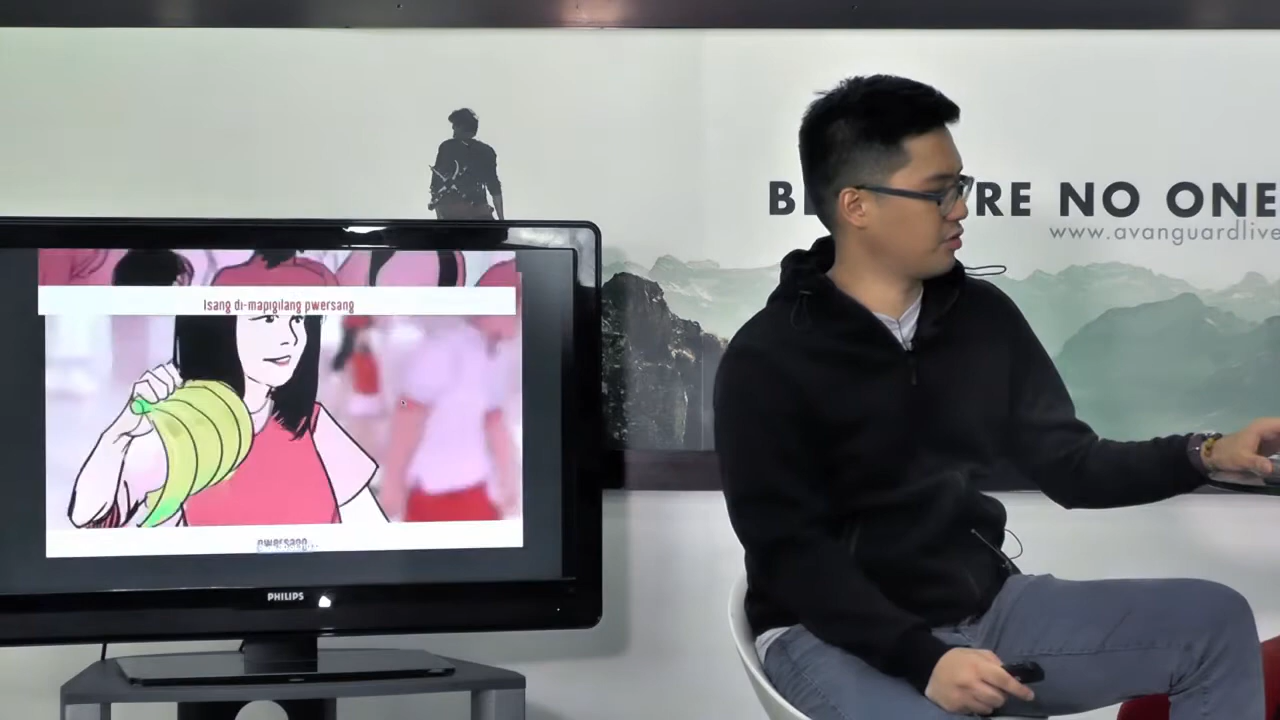 BE   RE NO ONE
www.avanguardlive
Isang di-mapigilang pwersang
pwersang...
PHILIPS